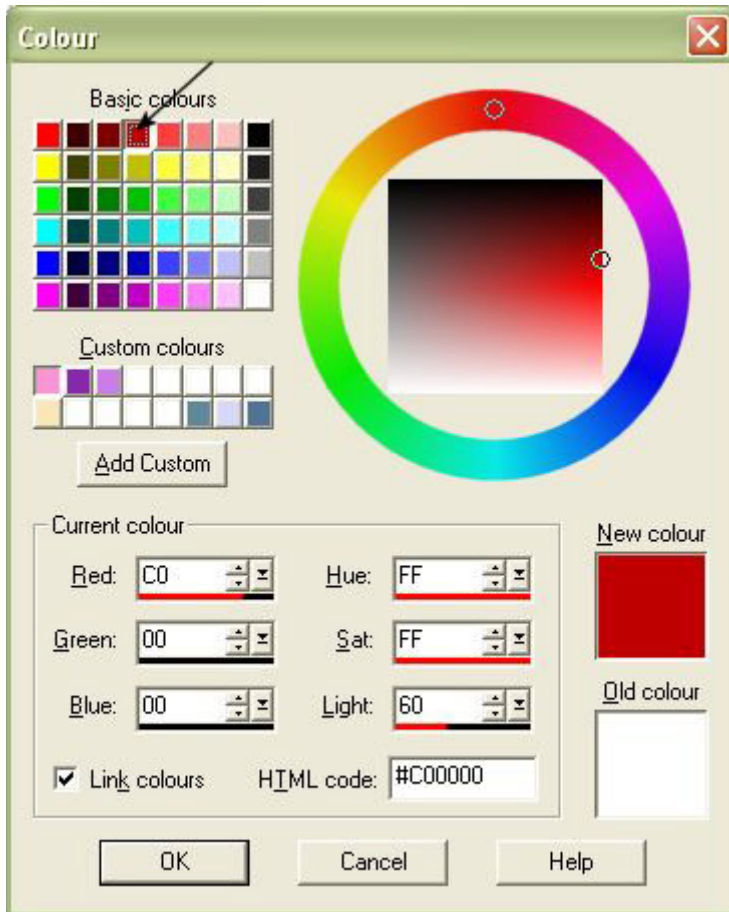 Colour
Basic colours
Custom colours
Add Custom
Current colour
Red: C0
Hue: FF
Green: 00
Sat: FF
Blue: 00
Light: 60
Link colours
HTML code: #C00000
New colour
Old colour
OK
Cancel
Help